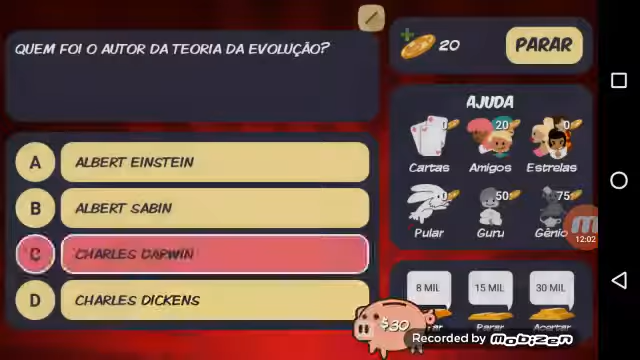 QUEM FOI O AUTOR DA TEORIA DA EVOLUÇÃO?
20
PARAR
A ALBERT EINSTEIN
B ALBERT SABIN
C CHARLES DARWIN
D CHARLES DICKENS
AJUDA
0 20 0
Cartas Amigos Estrelas
0 50 75
Pular Guru Gênio
12:02
8 MIL 15 MIL 30 MIL
Parar Acertar
$30
Recorded by mobizen